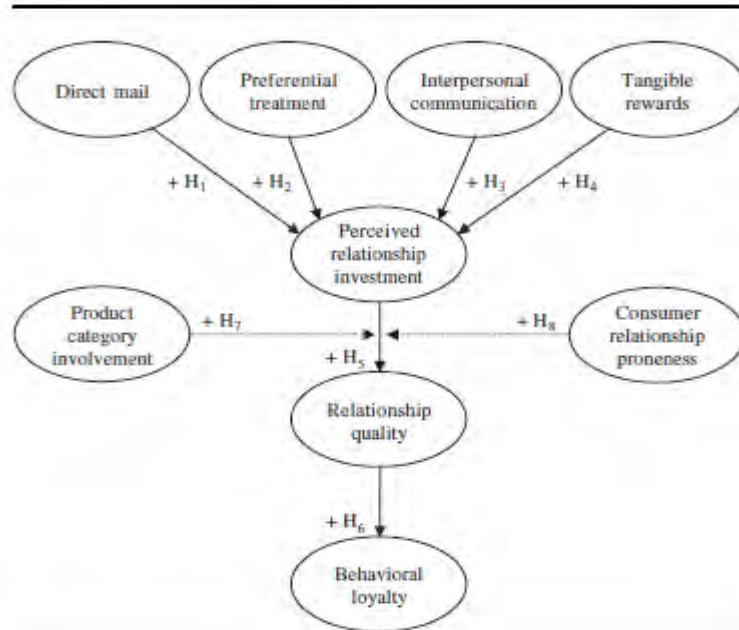 Direct mail
Preferential
treatment
Interpersonal
communication
Tangible
rewards
+ H₁
+ H₂
+ H₃
+ H₄
Perceived
relationship
investment
Product
category
involvement
+ H₇
+ H₈
Consumer
relationship
proneness
+ H₅
Relationship
quality
+ H₆
Behavioral
loyalty